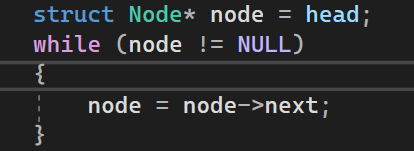 struct Node* node = head;
while (node != NULL)
{
    node = node->next;
}